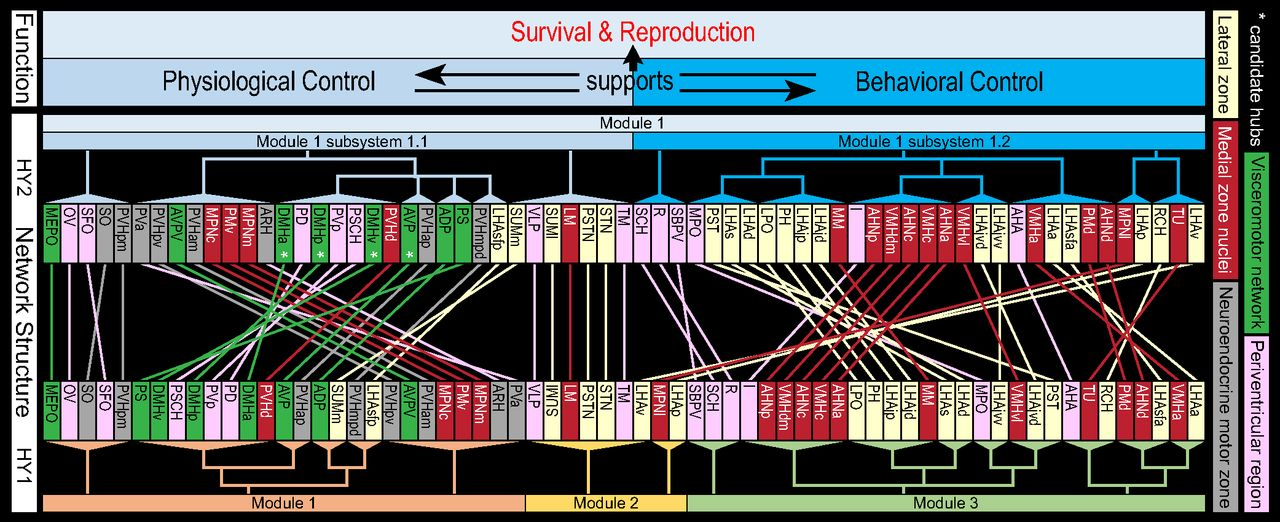 Function
Survival & Reproduction
Physiological Control
supports
Behavioral Control
Module 1
Module 1 subsystem 1.1
Module 1 subsystem 1.2
HY2
Network Structure
HY1
MEPO
OV
SFO
SO
PVHpm
PVa
PVHpv
AVPV
PVHam
MPNc
PMv
MPNm
ARH
DMHa *
PD
DMHp *
PVp
PSCH
DMHv *
PVHd
AVP *
PVHap
ADP
PS
PVHmpd
LHAsfp
SUMm
VLP
SUMl
LM
PSTN
STN
TM
SCH
R
SBPV
MPO
PST
LHAs
LHAd
LPO
PH
LHAjp
LHAjd
MM
I
AHNp
VMHdm
AHNc
VMHc
AHNa
VMHvl
LHAjvd
LHAjvv
AHA
VMHa
LHAa
LHAsfa
PMd
AHNd
MPNl
LHAp
RCH
TU
LHAv
MEPO
OV
SO
SFO
PVHpm
PS
DMHv
PSCH
DMHp
PVp
PD
DMHa
PVHd
AVP
PVHap
ADP
SUMm
PVHmpd
LHAsfp
PVHpv
AVPV
PVHam
MPNc
PMv
MPNm
ARH
PVa
VLP
LM
PSTN
STN
TM
LHAv
MPNl
LHAp
SBPV
SCH
R
I
AHNp
VMHdm
AHNc
VMHc
AHNa
LPO
PH
LHAjp
LHAjd
MM
LHAs
LHAd
MPO
LHAjvv
VMHvl
LHAjvd
PST
AHA
TU
RCH
PMd
AHNd
LHAsfa
VMHa
LHAa
Module 1
Module 2
Module 3
Lateral zone
Medial zone nuclei
Neuroendocrine motor zone
* candidate hubs
Visceromotor network
Periventricular region